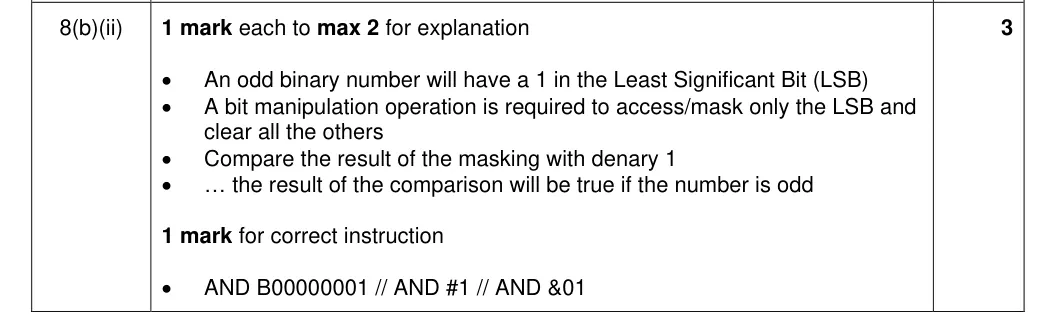 8(b)(ii) 1 mark each to max 2 for explanation 3
• An odd binary number will have a 1 in the Least Significant Bit (LSB)
• A bit manipulation operation is required to access/mask only the LSB and
clear all the others
• Compare the result of the masking with denary 1
• … the result of the comparison will be true if the number is odd
1 mark for correct instruction
• AND B00000001 // AND #1 // AND &01